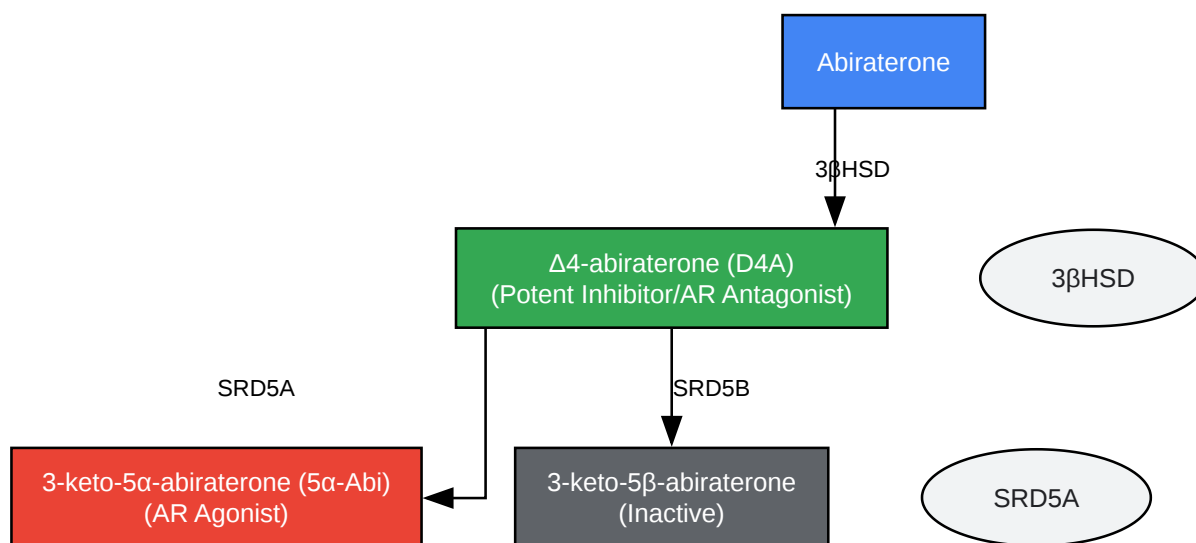 Abiraterone
3βHSD
Δ4-abiraterone (D4A)
(Potent Inhibitor/AR Antagonist)
3βHSD
SRD5A
SRD5B
3-keto-5α-abiraterone (5α-Abi)
(AR Agonist)
3-keto-5β-abiraterone
(Inactive)
SRD5A